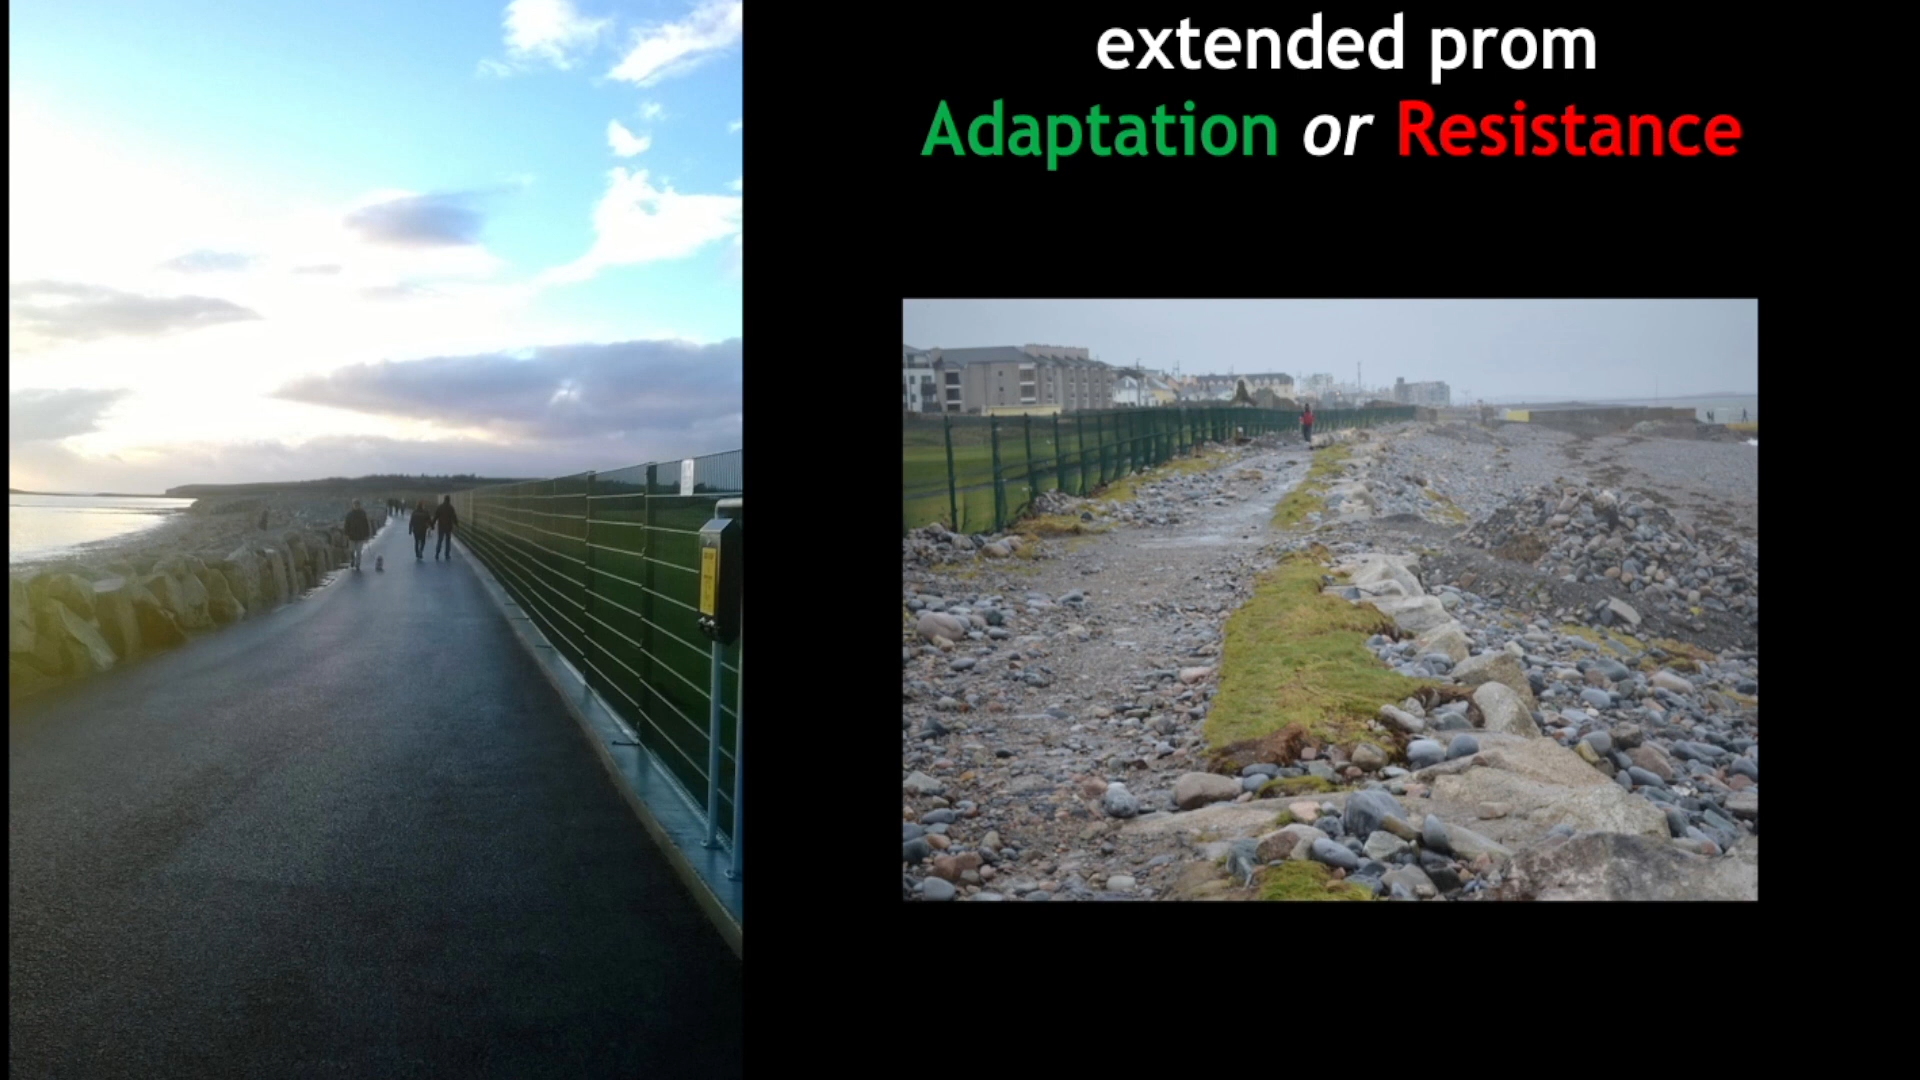 extended prom
Adaptation or Resistance